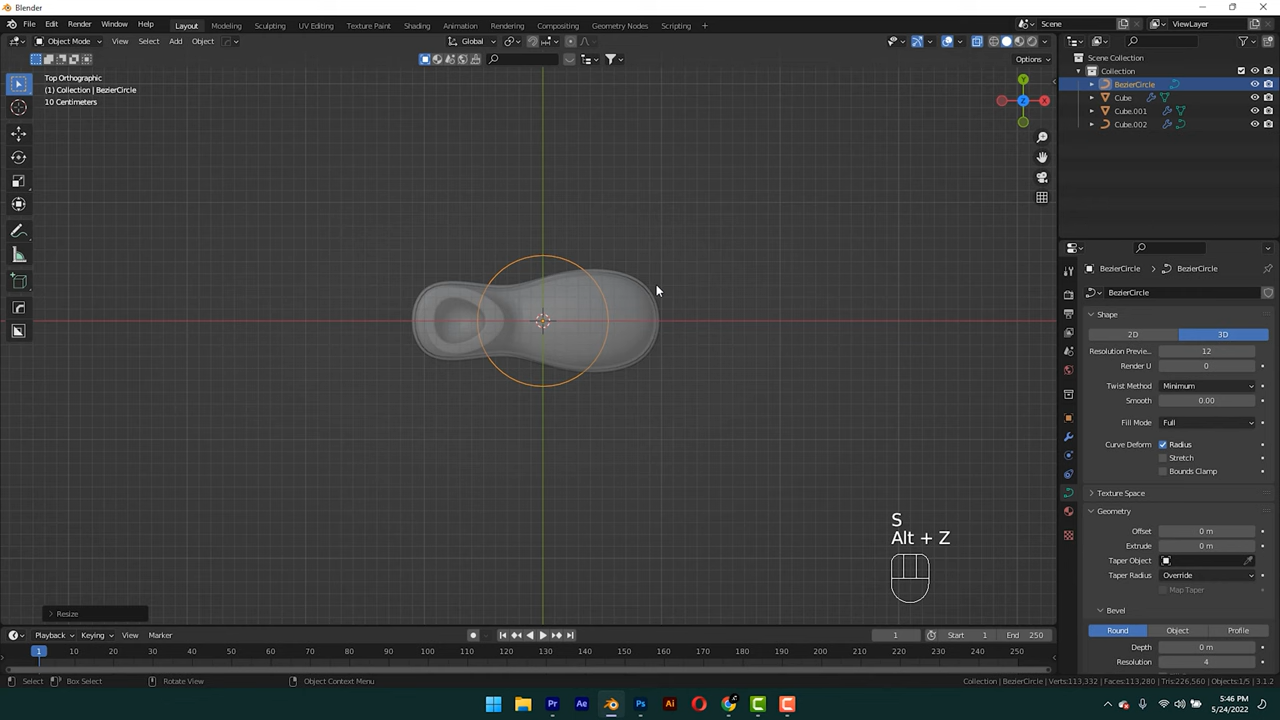 Blender
File Edit Render Window Help Layout Modeling Sculpting UV Editing Texture Paint Shading Animation Rendering Compositing Geometry Nodes Scripting + Scene ViewLayer
Object Mode View Select Add Object Global
Options
Top Orthographic
(1) Collection | BezierCircle
10 Centimeters
Y
Z
X
Scene Collection
Collection
BezierCircle
Cube
Cube.001
Cube.002
BezierCircle BezierCircle
BezierCircle
Shape
2D 3D
Resolution Previe... 12
Render U 0
Twist Method Minimum
Smooth 0.00
Fill Mode Full
Curve Deform Radius
Stretch
Bounds Clamp
Texture Space
Geometry
Offset 0 m
Extrude 0 m
Taper Object
Taper Radius Override
Map Taper
Bevel
Round Object Profile
Depth 0 m
Resolution 4
S
Alt + Z
Resize
Playback Keying View Marker 1 Start 1 End 250
1 10 20 30 40 50 60 70 80 90 100 110 120 130 140 150 160 170 180 190 200 210 220 230 240 250
Select Box Select Rotate View Object Context Menu Collection | BezierCircle | Verts:113,332 | Faces:113,280 | Tris:226,560 | Objects:1/5 | 3.1.2
Pr Ae Ps Ai
5:46 PM
5/24/2022